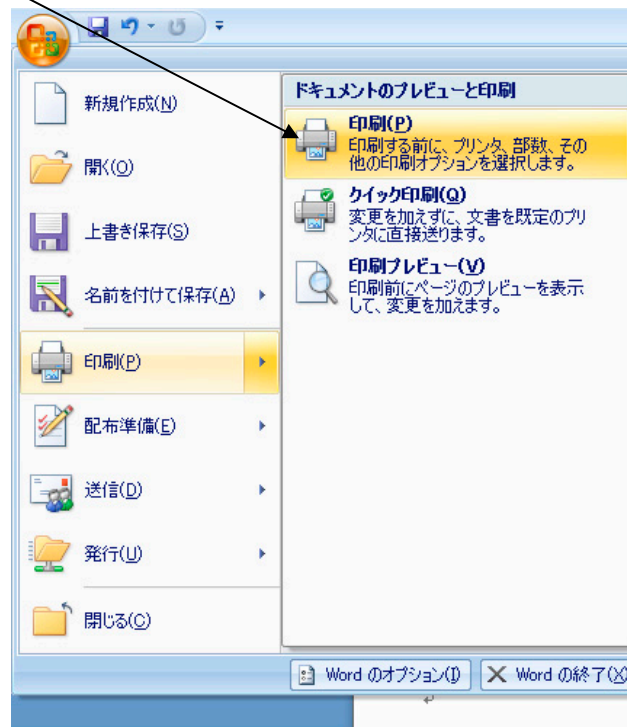 新規作成(N)
開く(O)
上書き保存(S)
名前を付けて保存(A)
印刷(P)
配布準備(E)
送信(D)
発行(U)
閉じる(C)
ドキュメントのプレビューと印刷
印刷(P)
印刷する前に、プリンタ、部数、その
他の印刷オプションを選択します。
クイック印刷(Q)
変更を加えずに、文書を既定のプリ
ンタに直接送ります。
印刷プレビュー(V)
印刷前にページのプレビューを表示
して、変更を加えます。
Word のオプション(I)
Word の終了(X)